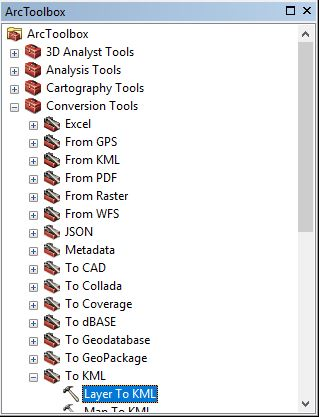 ArcToolbox
ArcToolbox
3D Analyst Tools
Analysis Tools
Cartography Tools
Conversion Tools
Excel
From GPS
From KML
From PDF
From Raster
From WFS
JSON
Metadata
To CAD
To Collada
To Coverage
To dBASE
To Geodatabase
To GeoPackage
To KML
Layer To KML
Map To KML